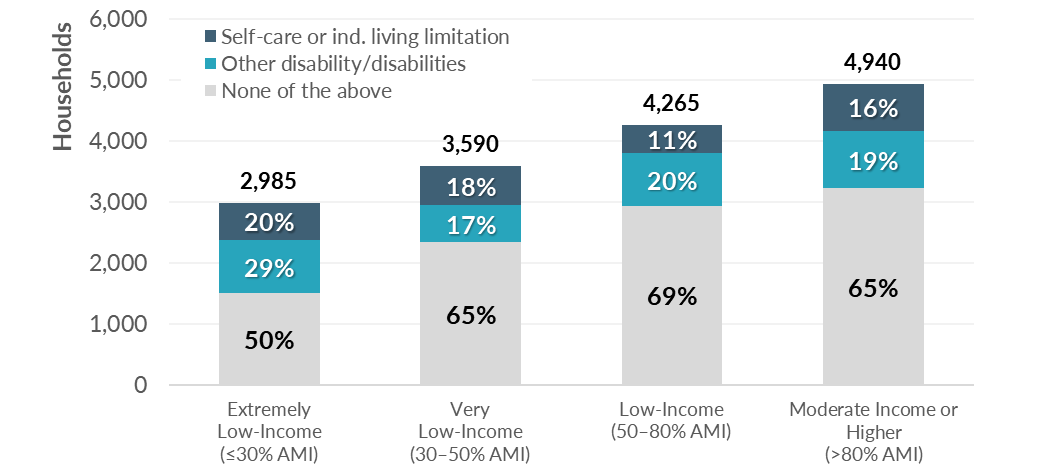 Households
6,000
5,000
4,000
3,000
2,000
1,000
0
Self-care or ind. living limitation
Other disability/disabilities
None of the above
2,985
20%
29%
50%
3,590
18%
17%
65%
4,265
11%
20%
69%
4,940
16%
19%
65%
Extremely
Low-Income
(≤30% AMI)
Very
Low-Income
(30–50% AMI)
Low-Income
(50–80% AMI)
Moderate Income or
Higher
(>80% AMI)